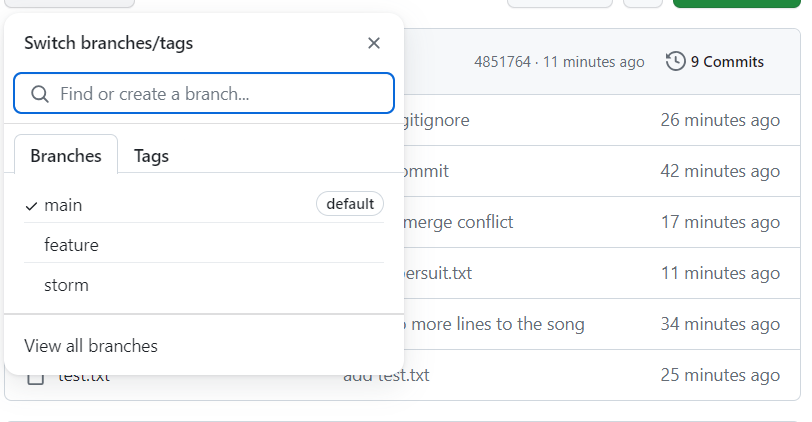 Switch branches/tags
4851764 · 11 minutes ago
9 Commits
Find or create a branch...
Branches
Tags
main
default
feature
storm
View all branches
gitignore
26 minutes ago
ommit
42 minutes ago
merge conflict
17 minutes ago
persuit.txt
11 minutes ago
more lines to the song
34 minutes ago
test.txt
add test.txt
25 minutes ago